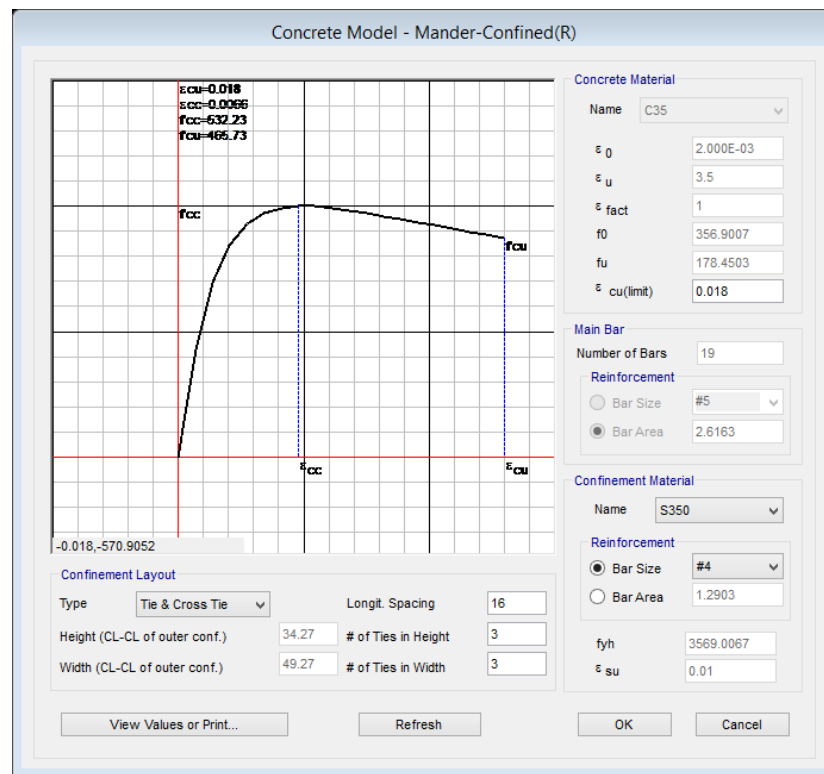 Concrete Model - Mander-Confined(R)
εcu=0.018
εcc=0.0066
fcc=532.23
fcu=465.73
fcc
fcu
εcc
εcu
-0.018,-570.9052
Concrete Material
Name C35
ε 0 2.000E-03
ε u 3.5
ε fact 1
f0 356.9007
fu 178.4503
ε cu(limit) 0.018
Main Bar
Number of Bars 19
Reinforcement
Bar Size #5
Bar Area 2.6163
Confinement Material
Name S350
Reinforcement
Bar Size #4
Bar Area 1.2903
fyh 3569.0067
ε su 0.01
Confinement Layout
Type Tie & Cross Tie Longit. Spacing 16
Height (CL-CL of outer conf.) 34.27 # of Ties in Height 3
Width (CL-CL of outer conf.) 49.27 # of Ties in Width 3
View Values or Print... Refresh OK Cancel